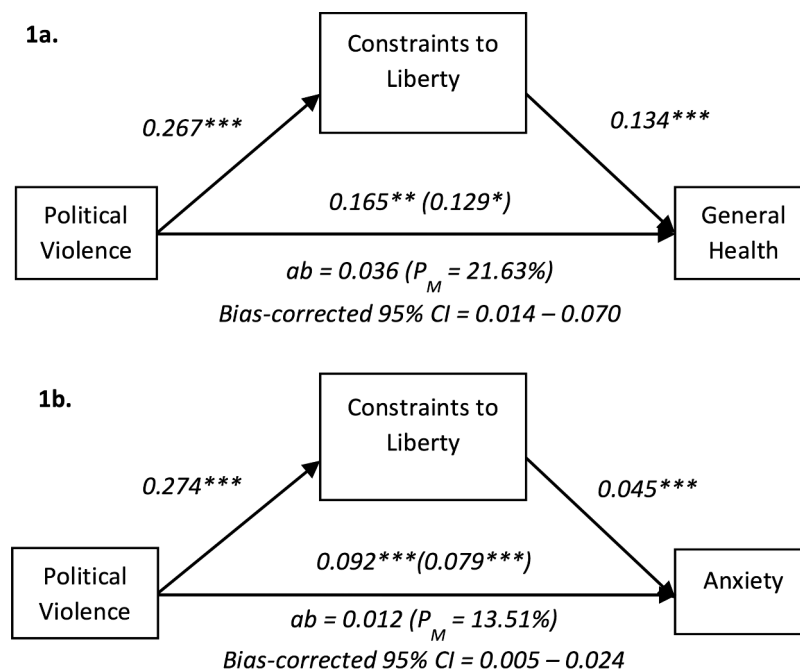 1a.
Constraints to
Liberty
0.267***
0.134***
Political
Violence
0.165** (0.129*)
General
Health
ab = 0.036 (P_M = 21.63%)
Bias-corrected 95% CI = 0.014 – 0.070
1b.
Constraints to
Liberty
0.274***
0.045***
Political
Violence
0.092***(0.079***)
Anxiety
ab = 0.012 (P_M = 13.51%)
Bias-corrected 95% CI = 0.005 – 0.024